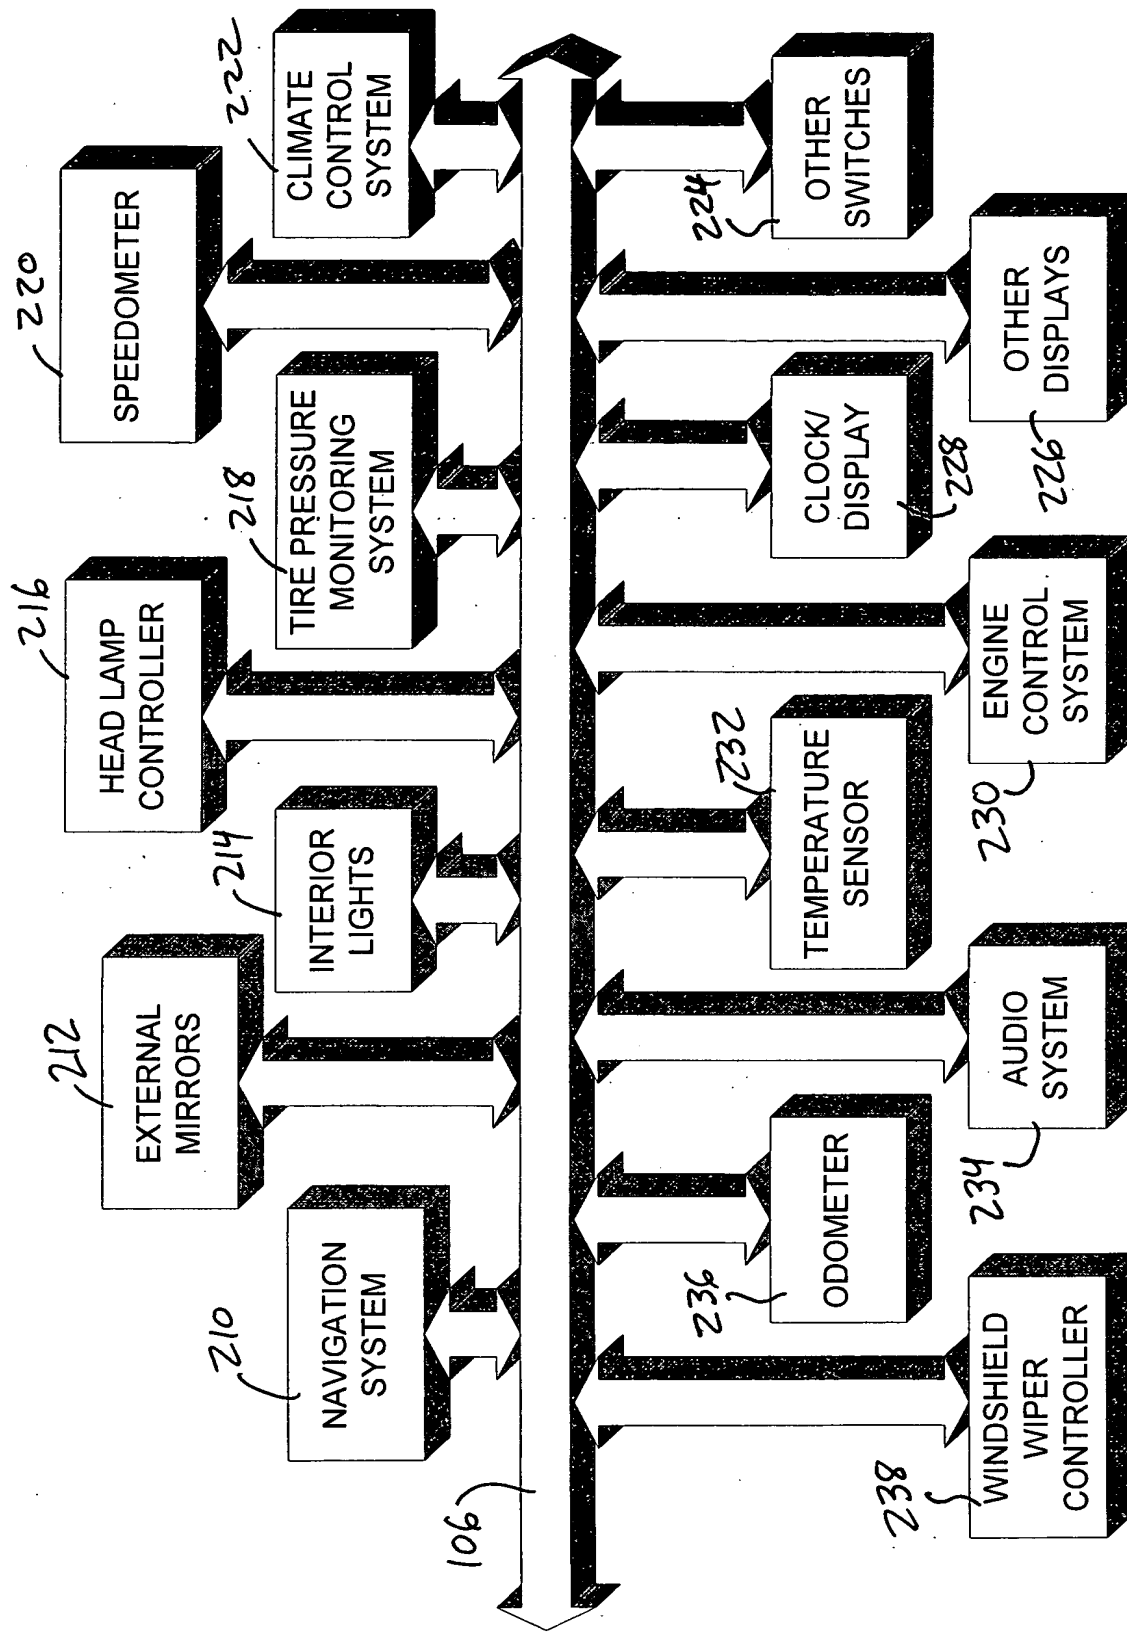 220
SPEEDOMETER
222
CLIMATE
CONTROL
SYSTEM
216
HEAD LAMP
CONTROLLER
218
TIRE PRESSURE
MONITORING
SYSTEM
212
EXTERNAL
MIRRORS
214
INTERIOR
LIGHTS
210
NAVIGATION
SYSTEM
106
236
ODOMETER
232
TEMPERATURE
SENSOR
CLOCK/
DISPLAY
228
224
OTHER
SWITCHES
238
WINDSHIELD
WIPER
CONTROLLER
234
AUDIO
SYSTEM
230
ENGINE
CONTROL
SYSTEM
226
OTHER
DISPLAYS